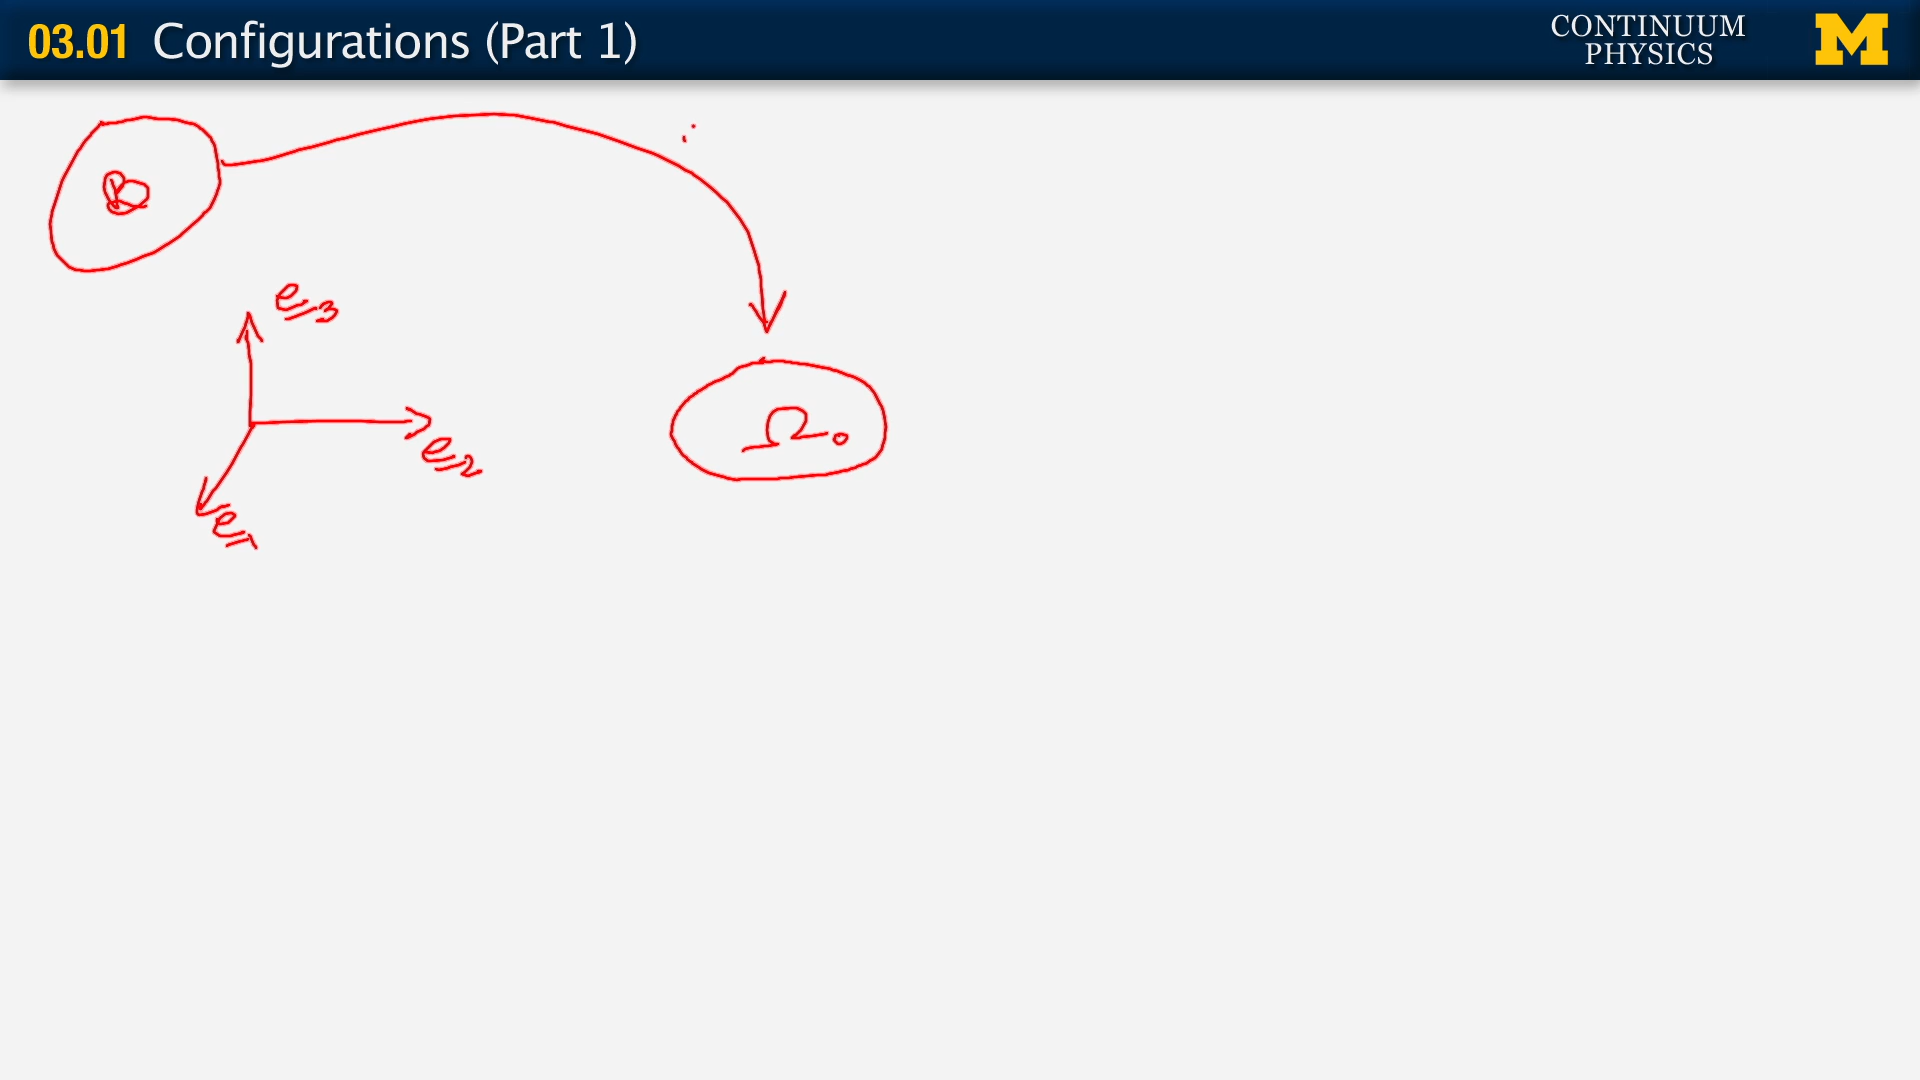 03.01 Configurations (Part 1)
CONTINUUM
PHYSICS
M
B
e3
e2
Ω0
e1